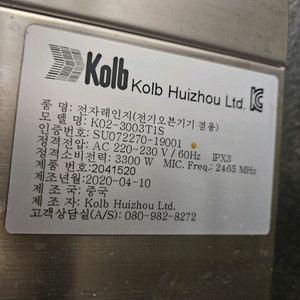 Kolb Kolb Huizhou Ltd.
품 명: 전자레인지(전기오븐기기 겸용)
모 델 명: K02-3003T1S
인증번호: SU072270-19001
정격전압: AC 220-230 V / 60Hz IPX3
정격소비전력: 3300 W MIC. Freq.: 2465 MHz
제품 번호: 2041520
제조년월: 2020-04-10
제 조 국: 중국
제 조 자: Kolb Huizhou Ltd.
고객상담실(A/S): 080-982-8272